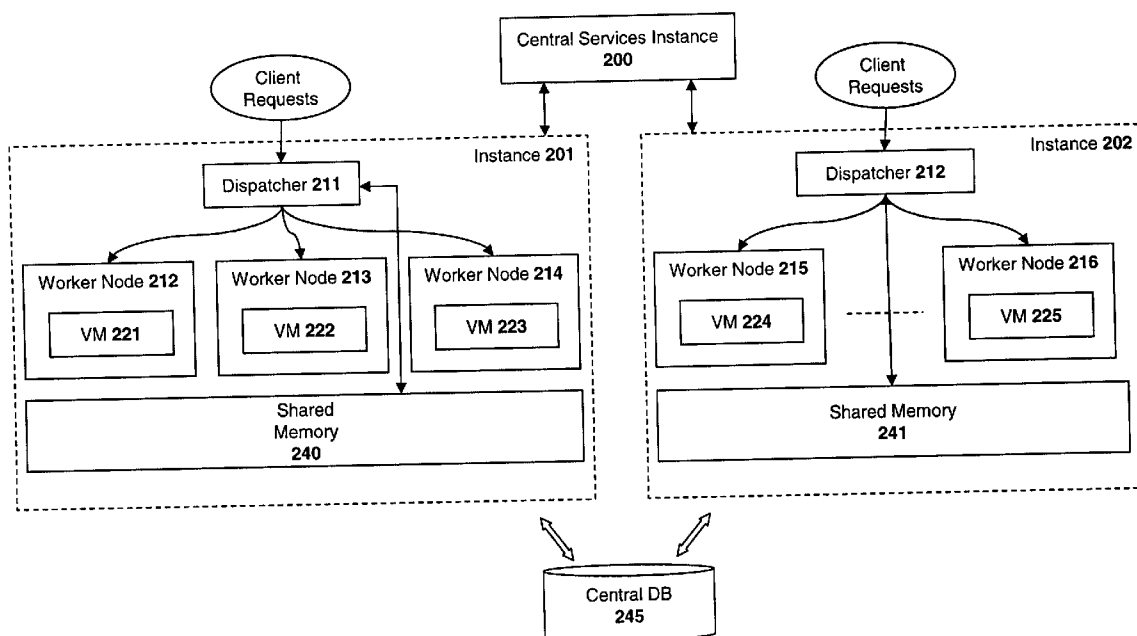 Central Services Instance
200
Client
Requests
Client
Requests
Instance 201
Instance 202
Dispatcher 211
Dispatcher 212
Worker Node 212
Worker Node 213
Worker Node 214
Worker Node 215
Worker Node 216
VM 221
VM 222
VM 223
VM 224
VM 225
Shared
Memory
240
Shared Memory
241
Central DB
245